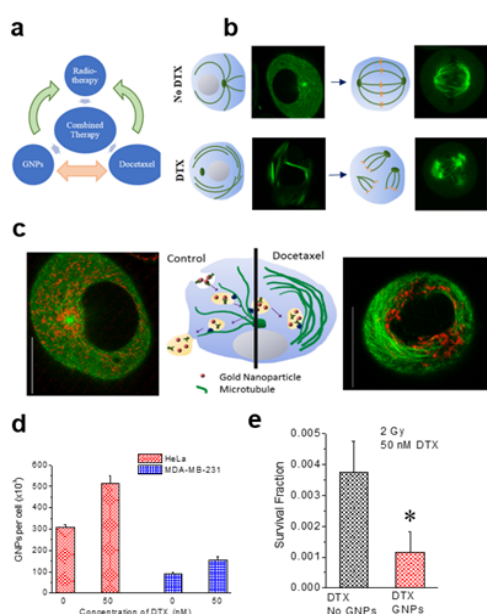 a
Radio-
therapy
Combined
Therapy
GNPs
Docetaxel
b
No DTX
DTX
c
Control
Docetaxel
Gold Nanoparticle
Microtubule
d
HeLa
MDA-MB-231
GNPs per cell (x10³)
600
500
400
300
200
100
0
0
50
0
50
Concentration of DTX (nM)
e
2 Gy
50 nM DTX
Survival Fraction
0.005
0.004
0.003
0.002
0.001
0.000
*
DTX
No GNPs
DTX
GNPs